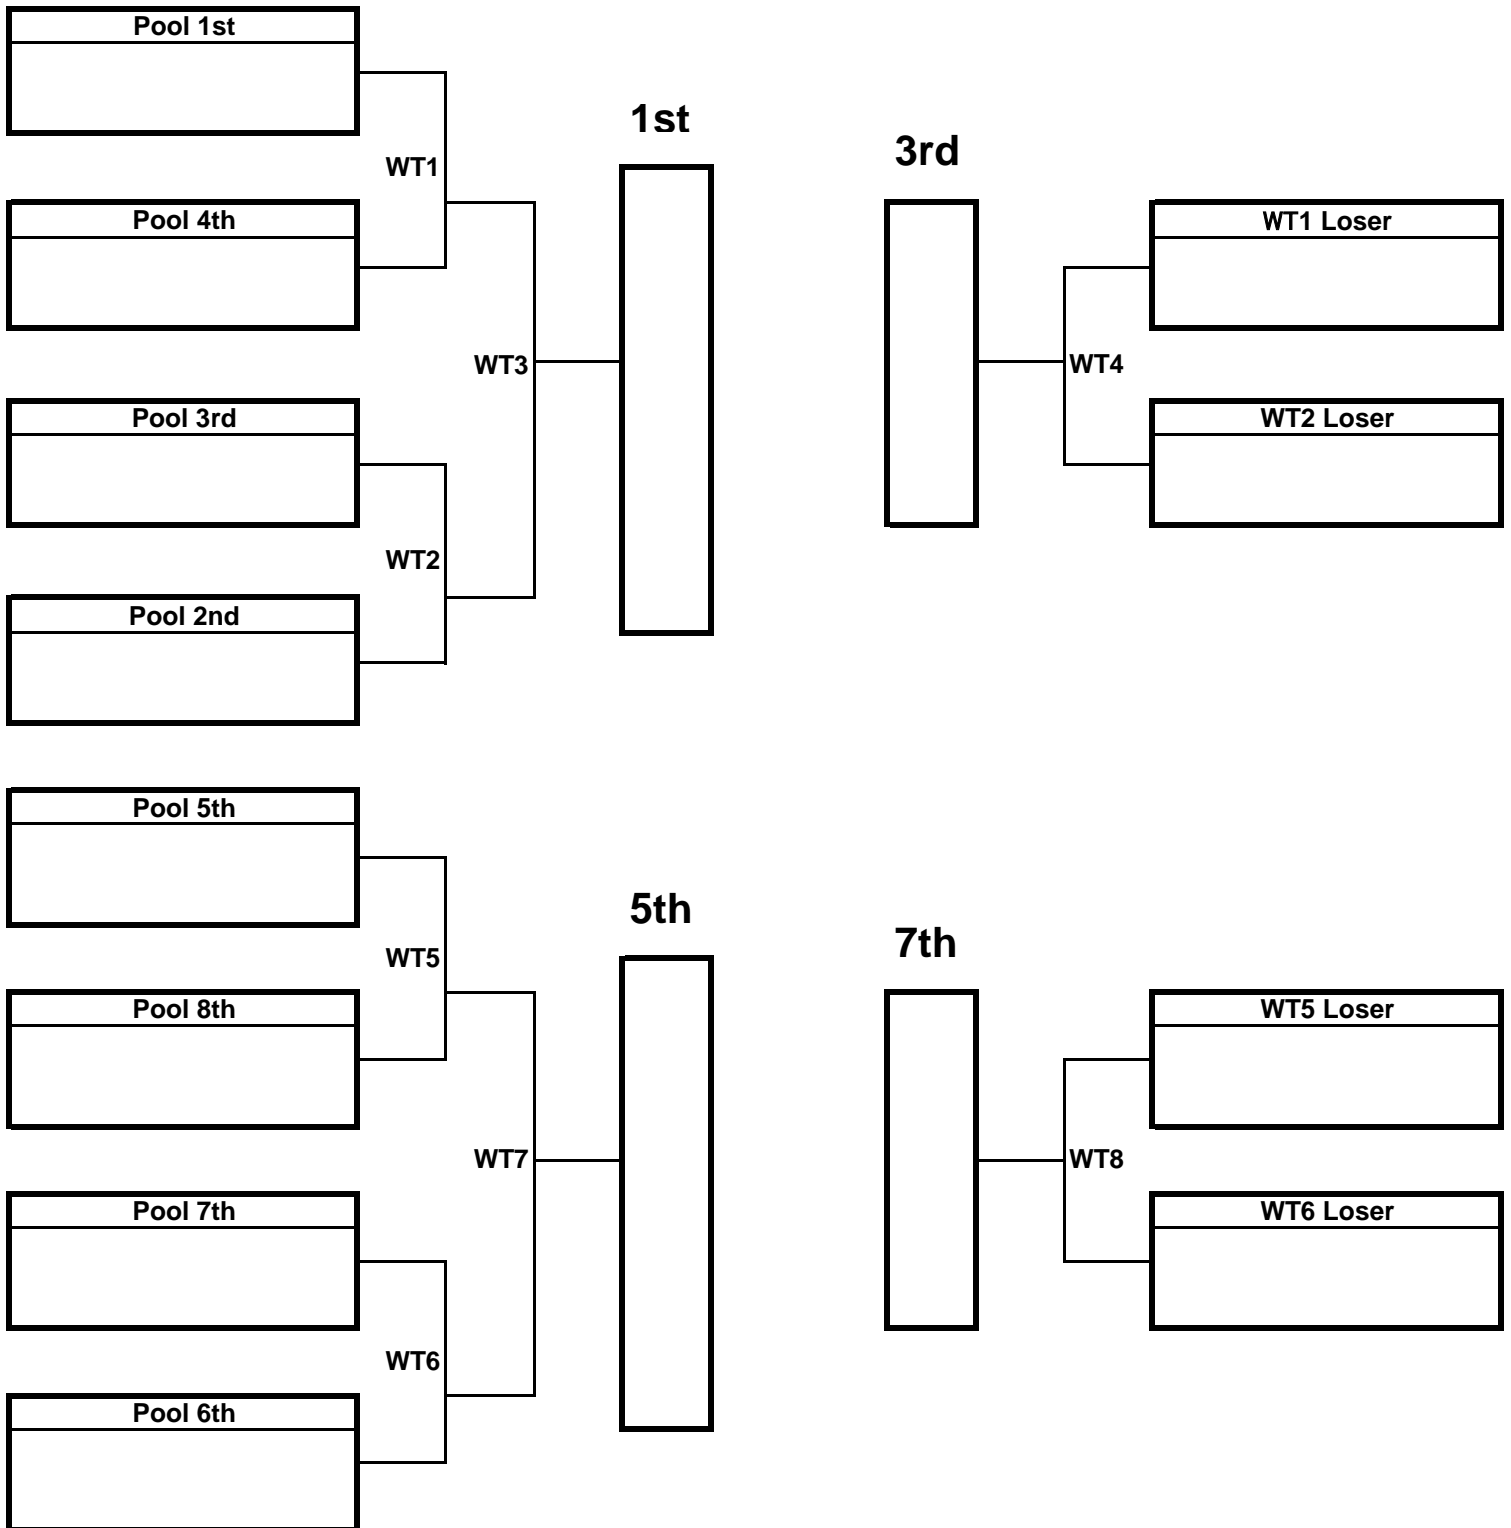 Pool 1st
1st
3rd
WT1
Pool 4th
WT1 Loser
WT3
WT4
Pool 3rd
WT2 Loser
WT2
Pool 2nd
Pool 5th
5th
7th
WT5
Pool 8th
WT5 Loser
WT7
WT8
Pool 7th
WT6 Loser
WT6
Pool 6th